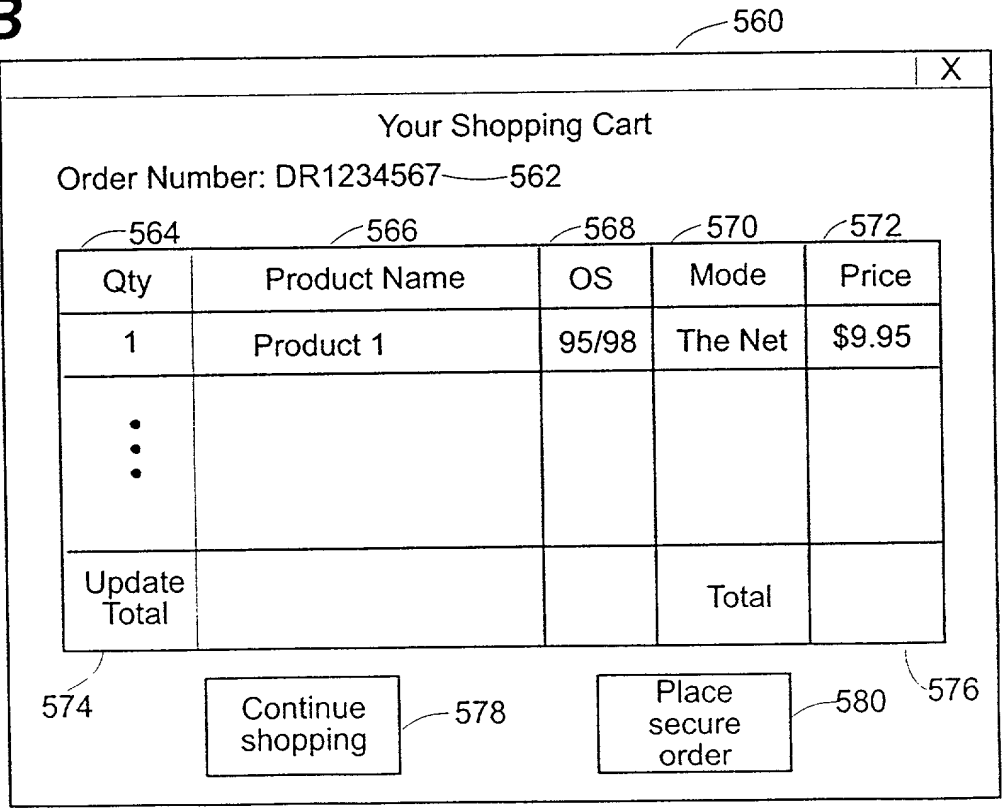 560
X
Your Shopping Cart
Order Number: DR1234567 562
564 566 568 570 572
Qty Product Name OS Mode Price
1 Product 1 95/98 The Net $9.95
Update
Total
Total
574 576
Continue
shopping
578
Place
secure
order
580